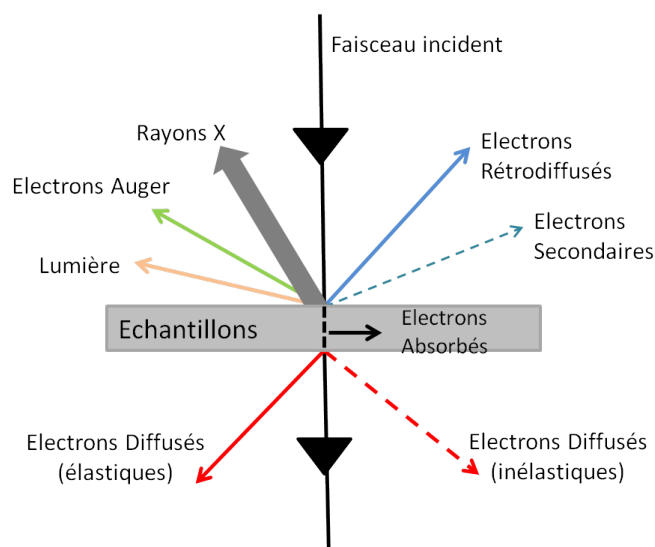 Faisceau incident
Rayons X
Electrons
Rétrodiffusés
Electrons Auger
Electrons
Secondaires
Lumière
Echantillons
Electrons
Absorbés
Electrons Diffusés
(élastiques)
Electrons Diffusés
(inélastiques)